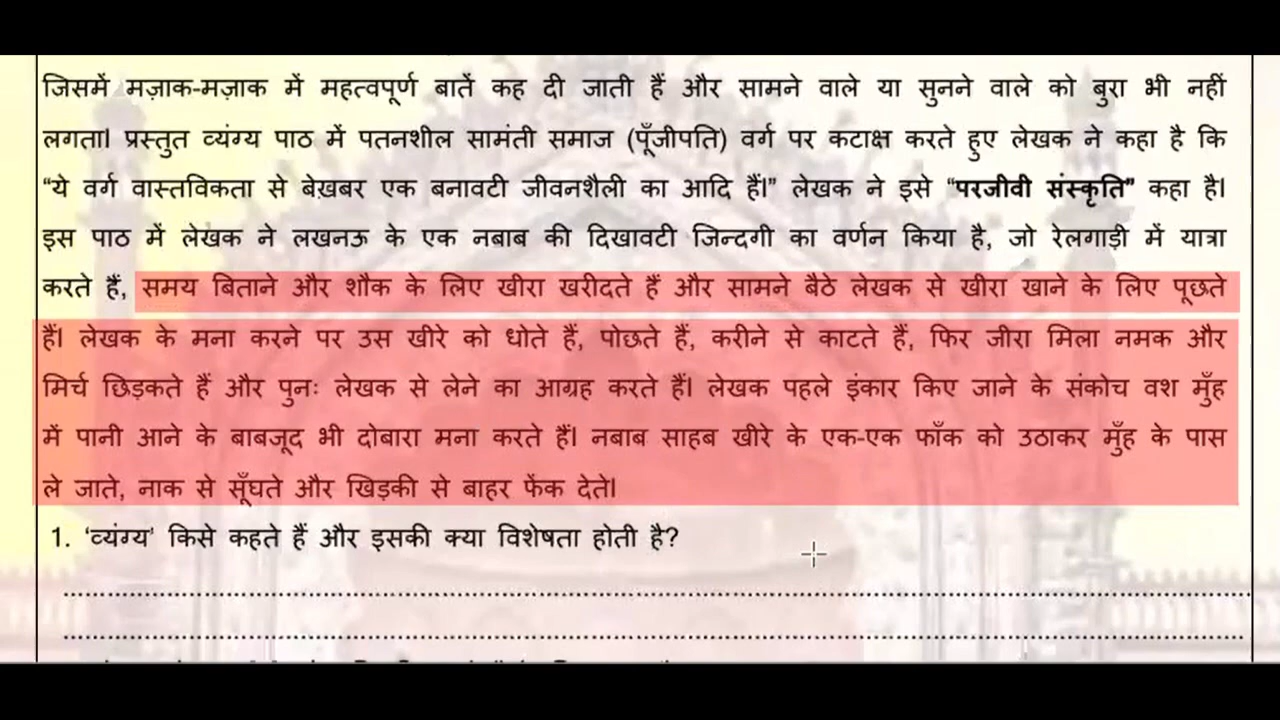 जिसमें मज़ाक-मज़ाक में महत्वपूर्ण बातें कह दी जाती हैं और सामने वाले या सुनने वाले को बुरा भी नहीं
लगता। प्रस्तुत व्यंग्य पाठ में पतनशील सामंती समाज (पूँजीपति) वर्ग पर कटाक्ष करते हुए लेखक ने कहा है कि
“ये वर्ग वास्तविकता से बेख़बर एक बनावटी जीवनशैली का आदि हैं।” लेखक ने इसे “परजीवी संस्कृति” कहा है।
इस पाठ में लेखक ने लखनऊ के एक नबाब की दिखावटी जिन्दगी का वर्णन किया है, जो रेलगाड़ी में यात्रा
करते हैं, समय बिताने और शौक के लिए खीरा खरीदते हैं और सामने बैठे लेखक से खीरा खाने के लिए पूछते
हैं। लेखक के मना करने पर उस खीरे को धोते हैं, पोछते हैं, करीने से काटते हैं, फिर जीरा मिला नमक और
मिर्च छिड़कते हैं और पुनः लेखक से लेने का आग्रह करते हैं। लेखक पहले इंकार किए जाने के संकोच वश मुँह
में पानी आने के बाबजूद भी दोबारा मना करते हैं। नबाब साहब खीरे के एक-एक फाँक को उठाकर मुँह के पास
ले जाते, नाक से सूँघते और खिड़की से बाहर फेंक देते।
1. ‘व्यंग्य’ किसे कहते हैं और इसकी क्या विशेषता होती है?